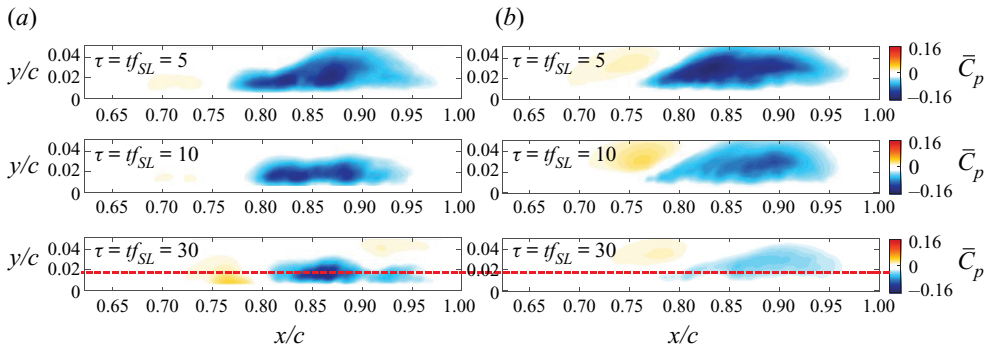 (a) (b)
y/c 0.04 0.02 0 τ = tf_SL = 5 τ = tf_SL = 5 0.16 0 −0.16 C̄_p
0.65 0.70 0.75 0.80 0.85 0.90 0.95 1.00 0.65 0.70 0.75 0.80 0.85 0.90 0.95 1.00
y/c 0.04 0.02 0 τ = tf_SL = 10 τ = tf_SL = 10 0.16 0 −0.16 C̄_p
0.65 0.70 0.75 0.80 0.85 0.90 0.95 1.00 0.65 0.70 0.75 0.80 0.85 0.90 0.95 1.00
y/c 0.04 0.02 0 τ = tf_SL = 30 0.04 0.02 0 τ = tf_SL = 30 0.16 0 −0.16 C̄_p
0.65 0.70 0.75 0.80 0.85 0.90 0.95 1.00 0.65 0.70 0.75 0.80 0.85 0.90 0.95 1.00
x/c x/c